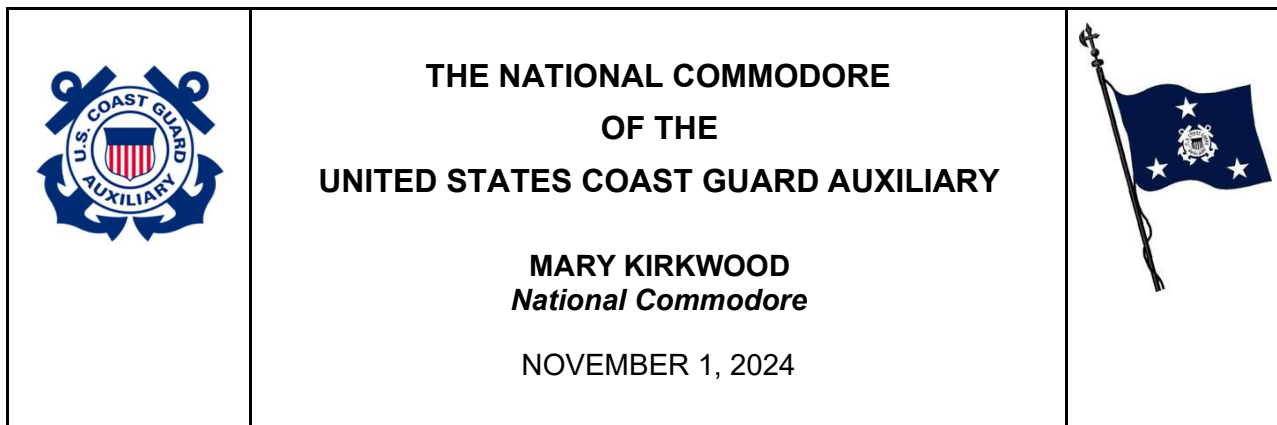 U.S. COAST GUARD
AUXILIARY
THE NATIONAL COMMODORE
OF THE
UNITED STATES COAST GUARD AUXILIARY
MARY KIRKWOOD
National Commodore
NOVEMBER 1, 2024